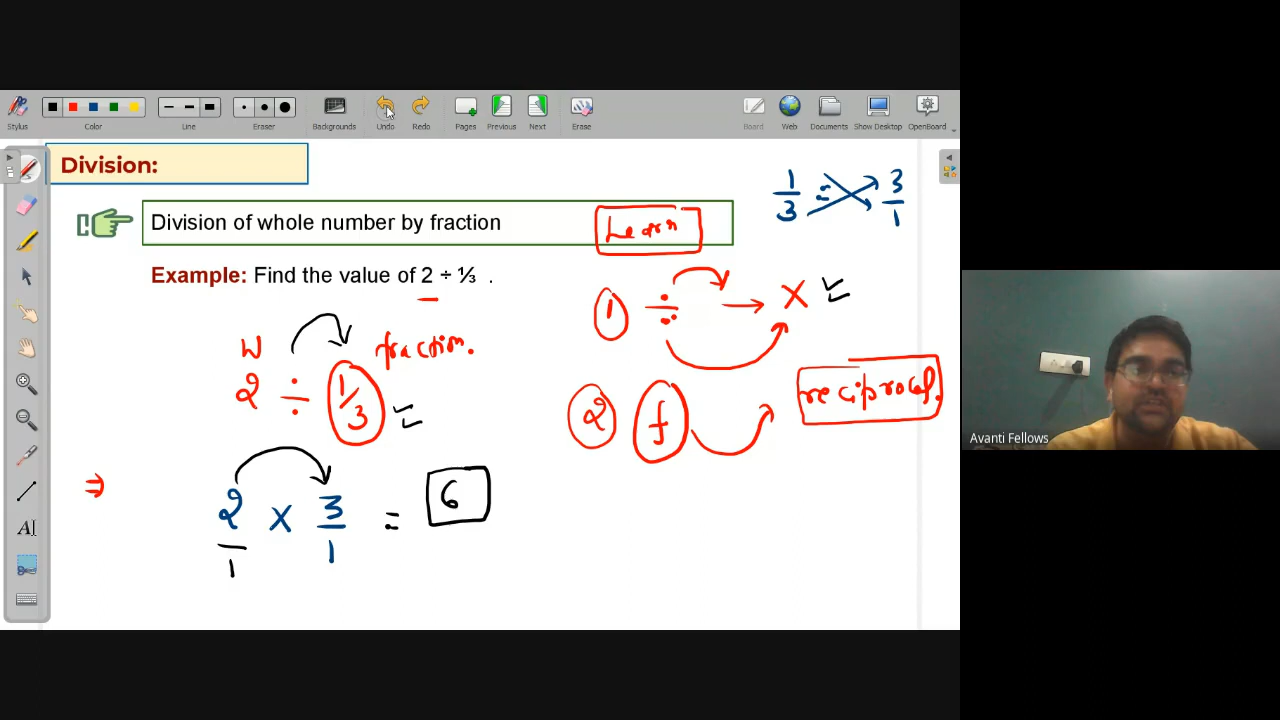 Stylus
Color
Line
Eraser
Backgrounds
Undo
Redo
Pages
Previous
Next
Erase
Board
Web
Documents
Show Desktop
OpenBoard
Division:
1/3 = 3/1
Division of whole number by fraction
Learn
Example: Find the value of 2 ÷ ⅓ .
1 ÷ → X
W fraction.
2 ÷ 1/3
2 f reciprocal.
⇒ 2/1 X 3/1 = 6
Avanti Fellows
AI